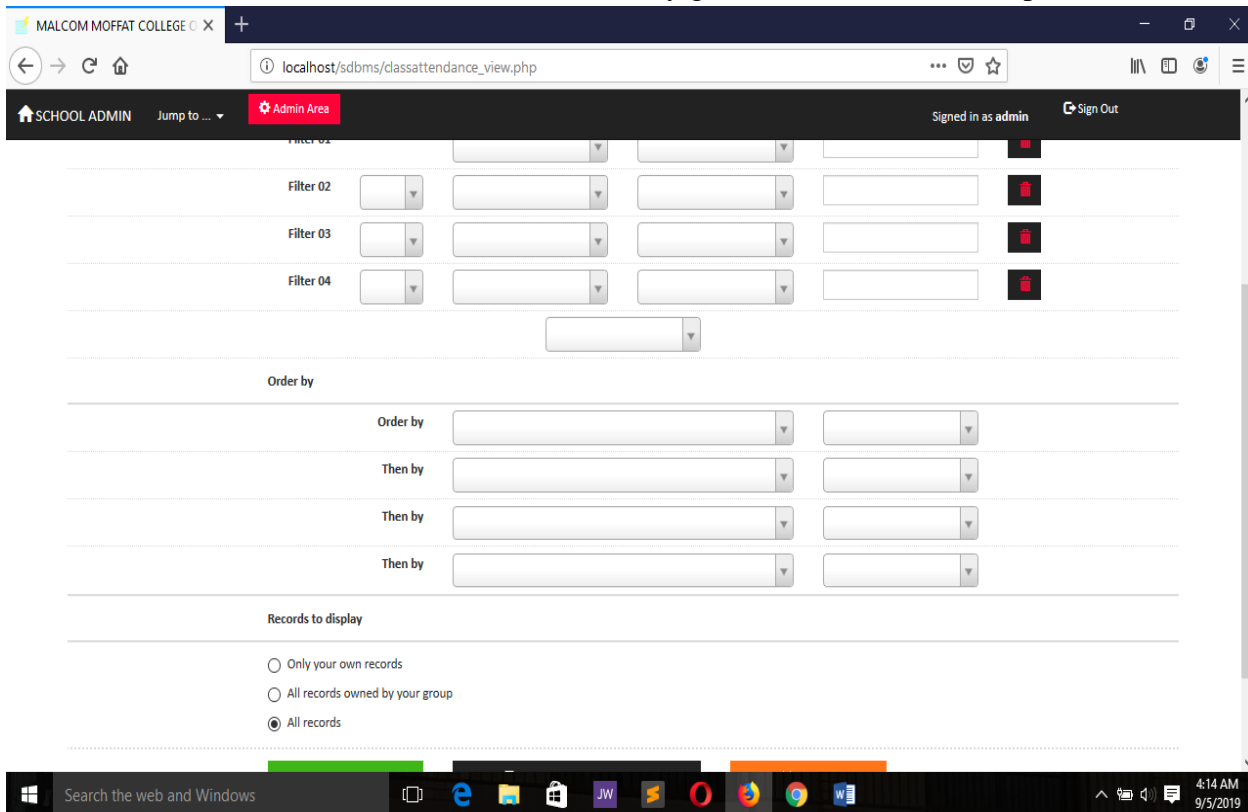 MALCOM MOFFAT COLLEGE O
localhost/sdbms/classattendance_view.php
SCHOOL ADMIN Jump to ... Admin Area Signed in as admin Sign Out
Filter 01
Filter 02
Filter 03
Filter 04
Order by
Order by
Then by
Then by
Then by
Records to display
Only your own records
All records owned by your group
All records
Search the web and Windows JW 4:14 AM
9/5/2019